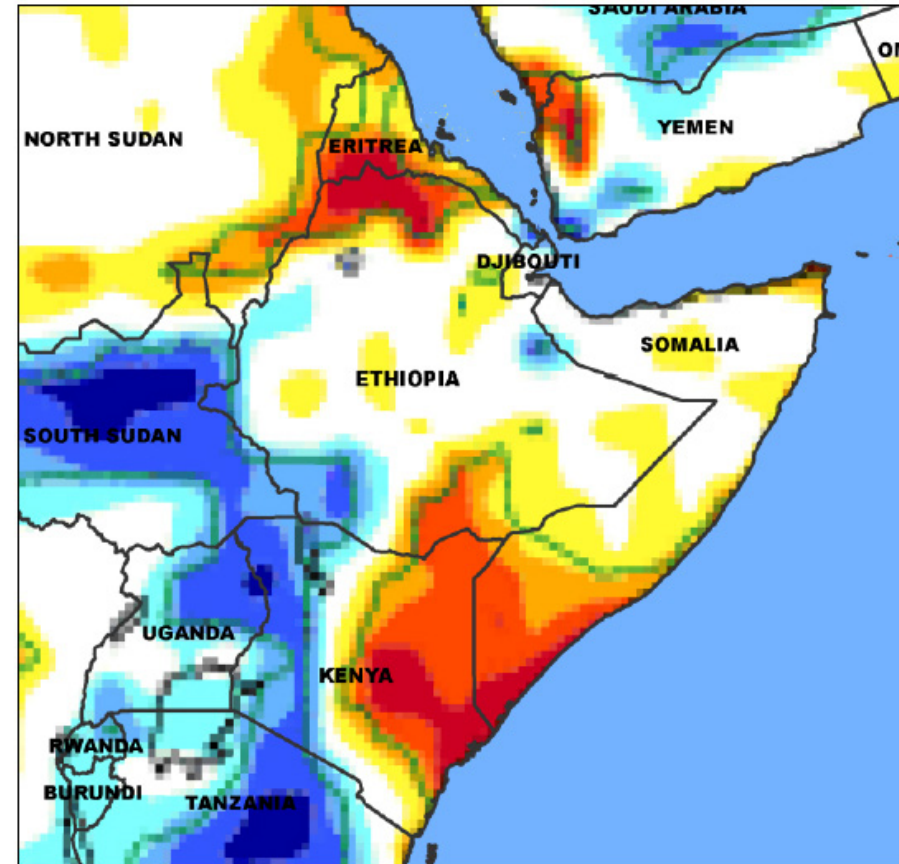 SAUDI ARABIA
NORTH SUDAN
ERITREA
YEMEN
DJIBOUTI
SOMALIA
ETHIOPIA
SOUTH SUDAN
UGANDA
KENYA
RWANDA
BURUNDI
TANZANIA